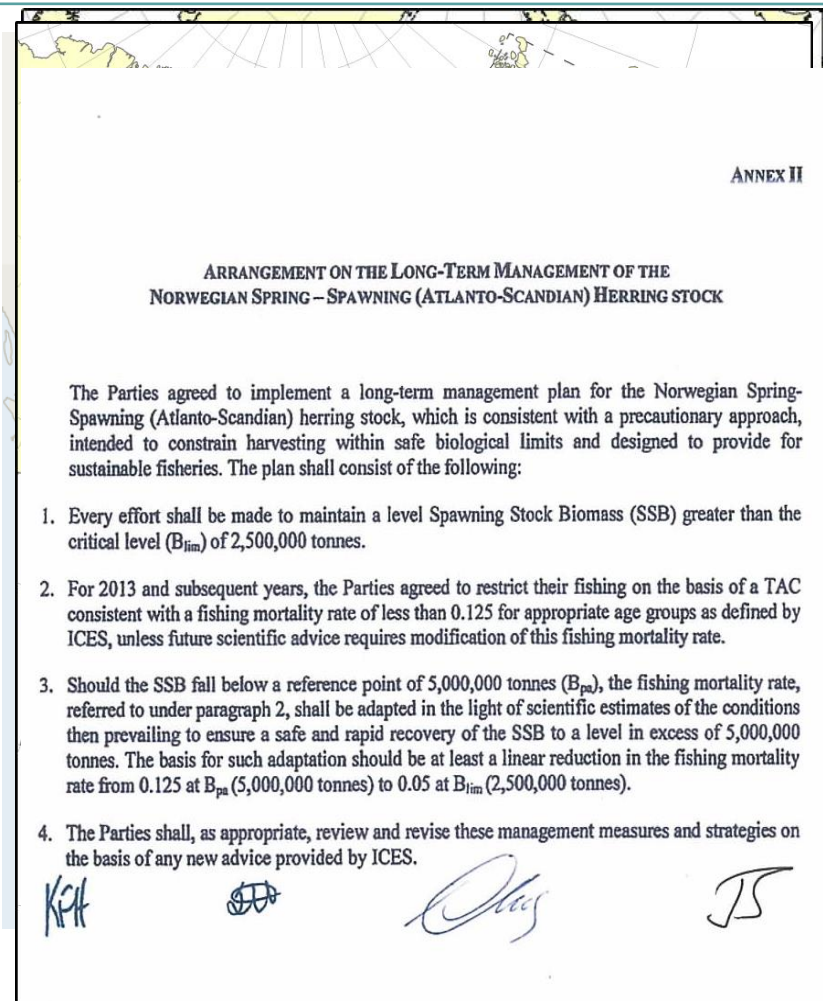 ANNEX II
ARRANGEMENT ON THE LONG-TERM MANAGEMENT OF THE
NORWEGIAN SPRING – SPAWNING (ATLANTO-SCANDIAN) HERRING STOCK
The Parties agreed to implement a long-term management plan for the Norwegian Spring-
Spawning (Atlanto-Scandian) herring stock, which is consistent with a precautionary approach,
intended to constrain harvesting within safe biological limits and designed to provide for
sustainable fisheries. The plan shall consist of the following:
1. Every effort shall be made to maintain a level Spawning Stock Biomass (SSB) greater than the
critical level (Blim) of 2,500,000 tonnes.
2. For 2013 and subsequent years, the Parties agreed to restrict their fishing on the basis of a TAC
consistent with a fishing mortality rate of less than 0.125 for appropriate age groups as defined by
ICES, unless future scientific advice requires modification of this fishing mortality rate.
3. Should the SSB fall below a reference point of 5,000,000 tonnes (Bpa), the fishing mortality rate,
referred to under paragraph 2, shall be adapted in the light of scientific estimates of the conditions
then prevailing to ensure a safe and rapid recovery of the SSB to a level in excess of 5,000,000
tonnes. The basis for such adaptation should be at least a linear reduction in the fishing mortality
rate from 0.125 at Bpa (5,000,000 tonnes) to 0.05 at Blim (2,500,000 tonnes).
4. The Parties shall, as appropriate, review and revise these management measures and strategies on
the basis of any new advice provided by ICES.